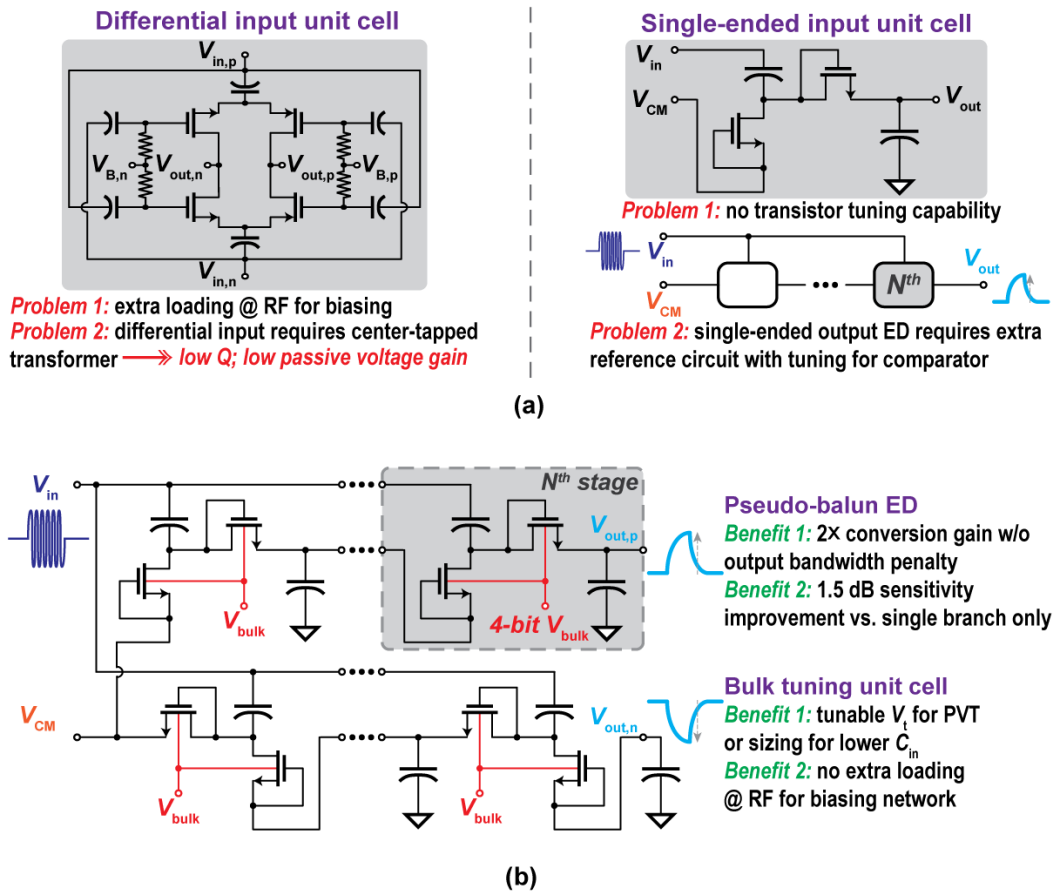 Differential input unit cell
V_in,p
V_B,n
V_out,n
V_out,p
V_B,p
V_in,n
Problem 1: extra loading @ RF for biasing
Problem 2: differential input requires center-tapped
transformer ⟶ low Q; low passive voltage gain
Single-ended input unit cell
V_in
V_CM
V_out
Problem 1: no transistor tuning capability
V_in
V_CM
N^th
V_out
Problem 2: single-ended output ED requires extra
reference circuit with tuning for comparator
(a)
V_in
N^th stage
V_out,p
V_bulk
4-bit V_bulk
Pseudo-balun ED
Benefit 1: 2× conversion gain w/o
output bandwidth penalty
Benefit 2: 1.5 dB sensitivity
improvement vs. single branch only
V_CM
V_out,n
V_bulk
V_bulk
Bulk tuning unit cell
Benefit 1: tunable V_t for PVT
or sizing for lower C_in
Benefit 2: no extra loading
@ RF for biasing network
(b)